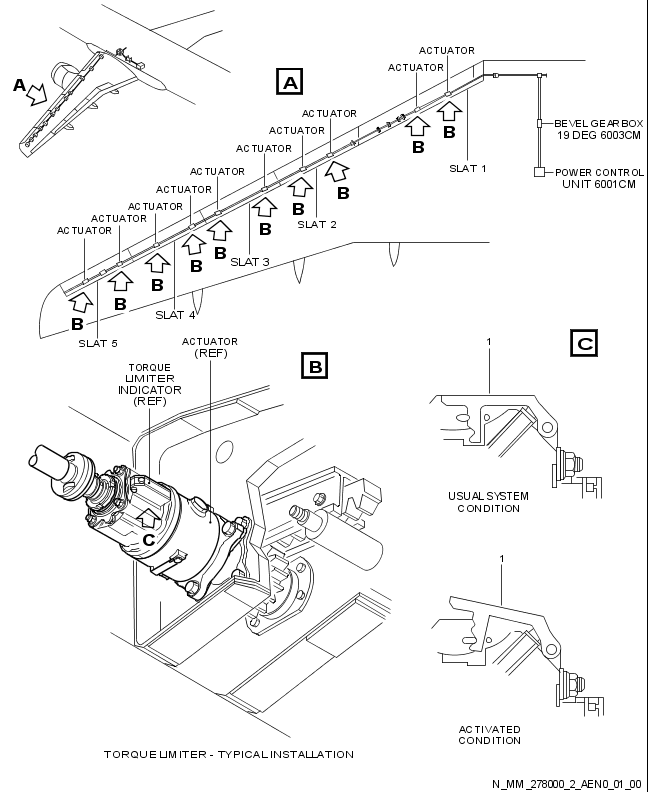 A
A
ACTUATOR
ACTUATOR
ACTUATOR
ACTUATOR
ACTUATOR
ACTUATOR
ACTUATOR
ACTUATOR
ACTUATOR
ACTUATOR
BEVEL GEARBOX
19 DEG 6003CM
POWER CONTROL
UNIT 6001CM
B
B
SLAT 1
B
B
SLAT 2
B
B
SLAT 3
B
B
SLAT 4
B
B
SLAT 5
ACTUATOR
(REF)
TORQUE
LIMITER
INDICATOR
(REF)
B
C
C
1
USUAL SYSTEM
CONDITION
1
ACTIVATED
CONDITION
TORQUE LIMITER - TYPICAL INSTALLATION
N_MM_278000_2_AEN0_01_00